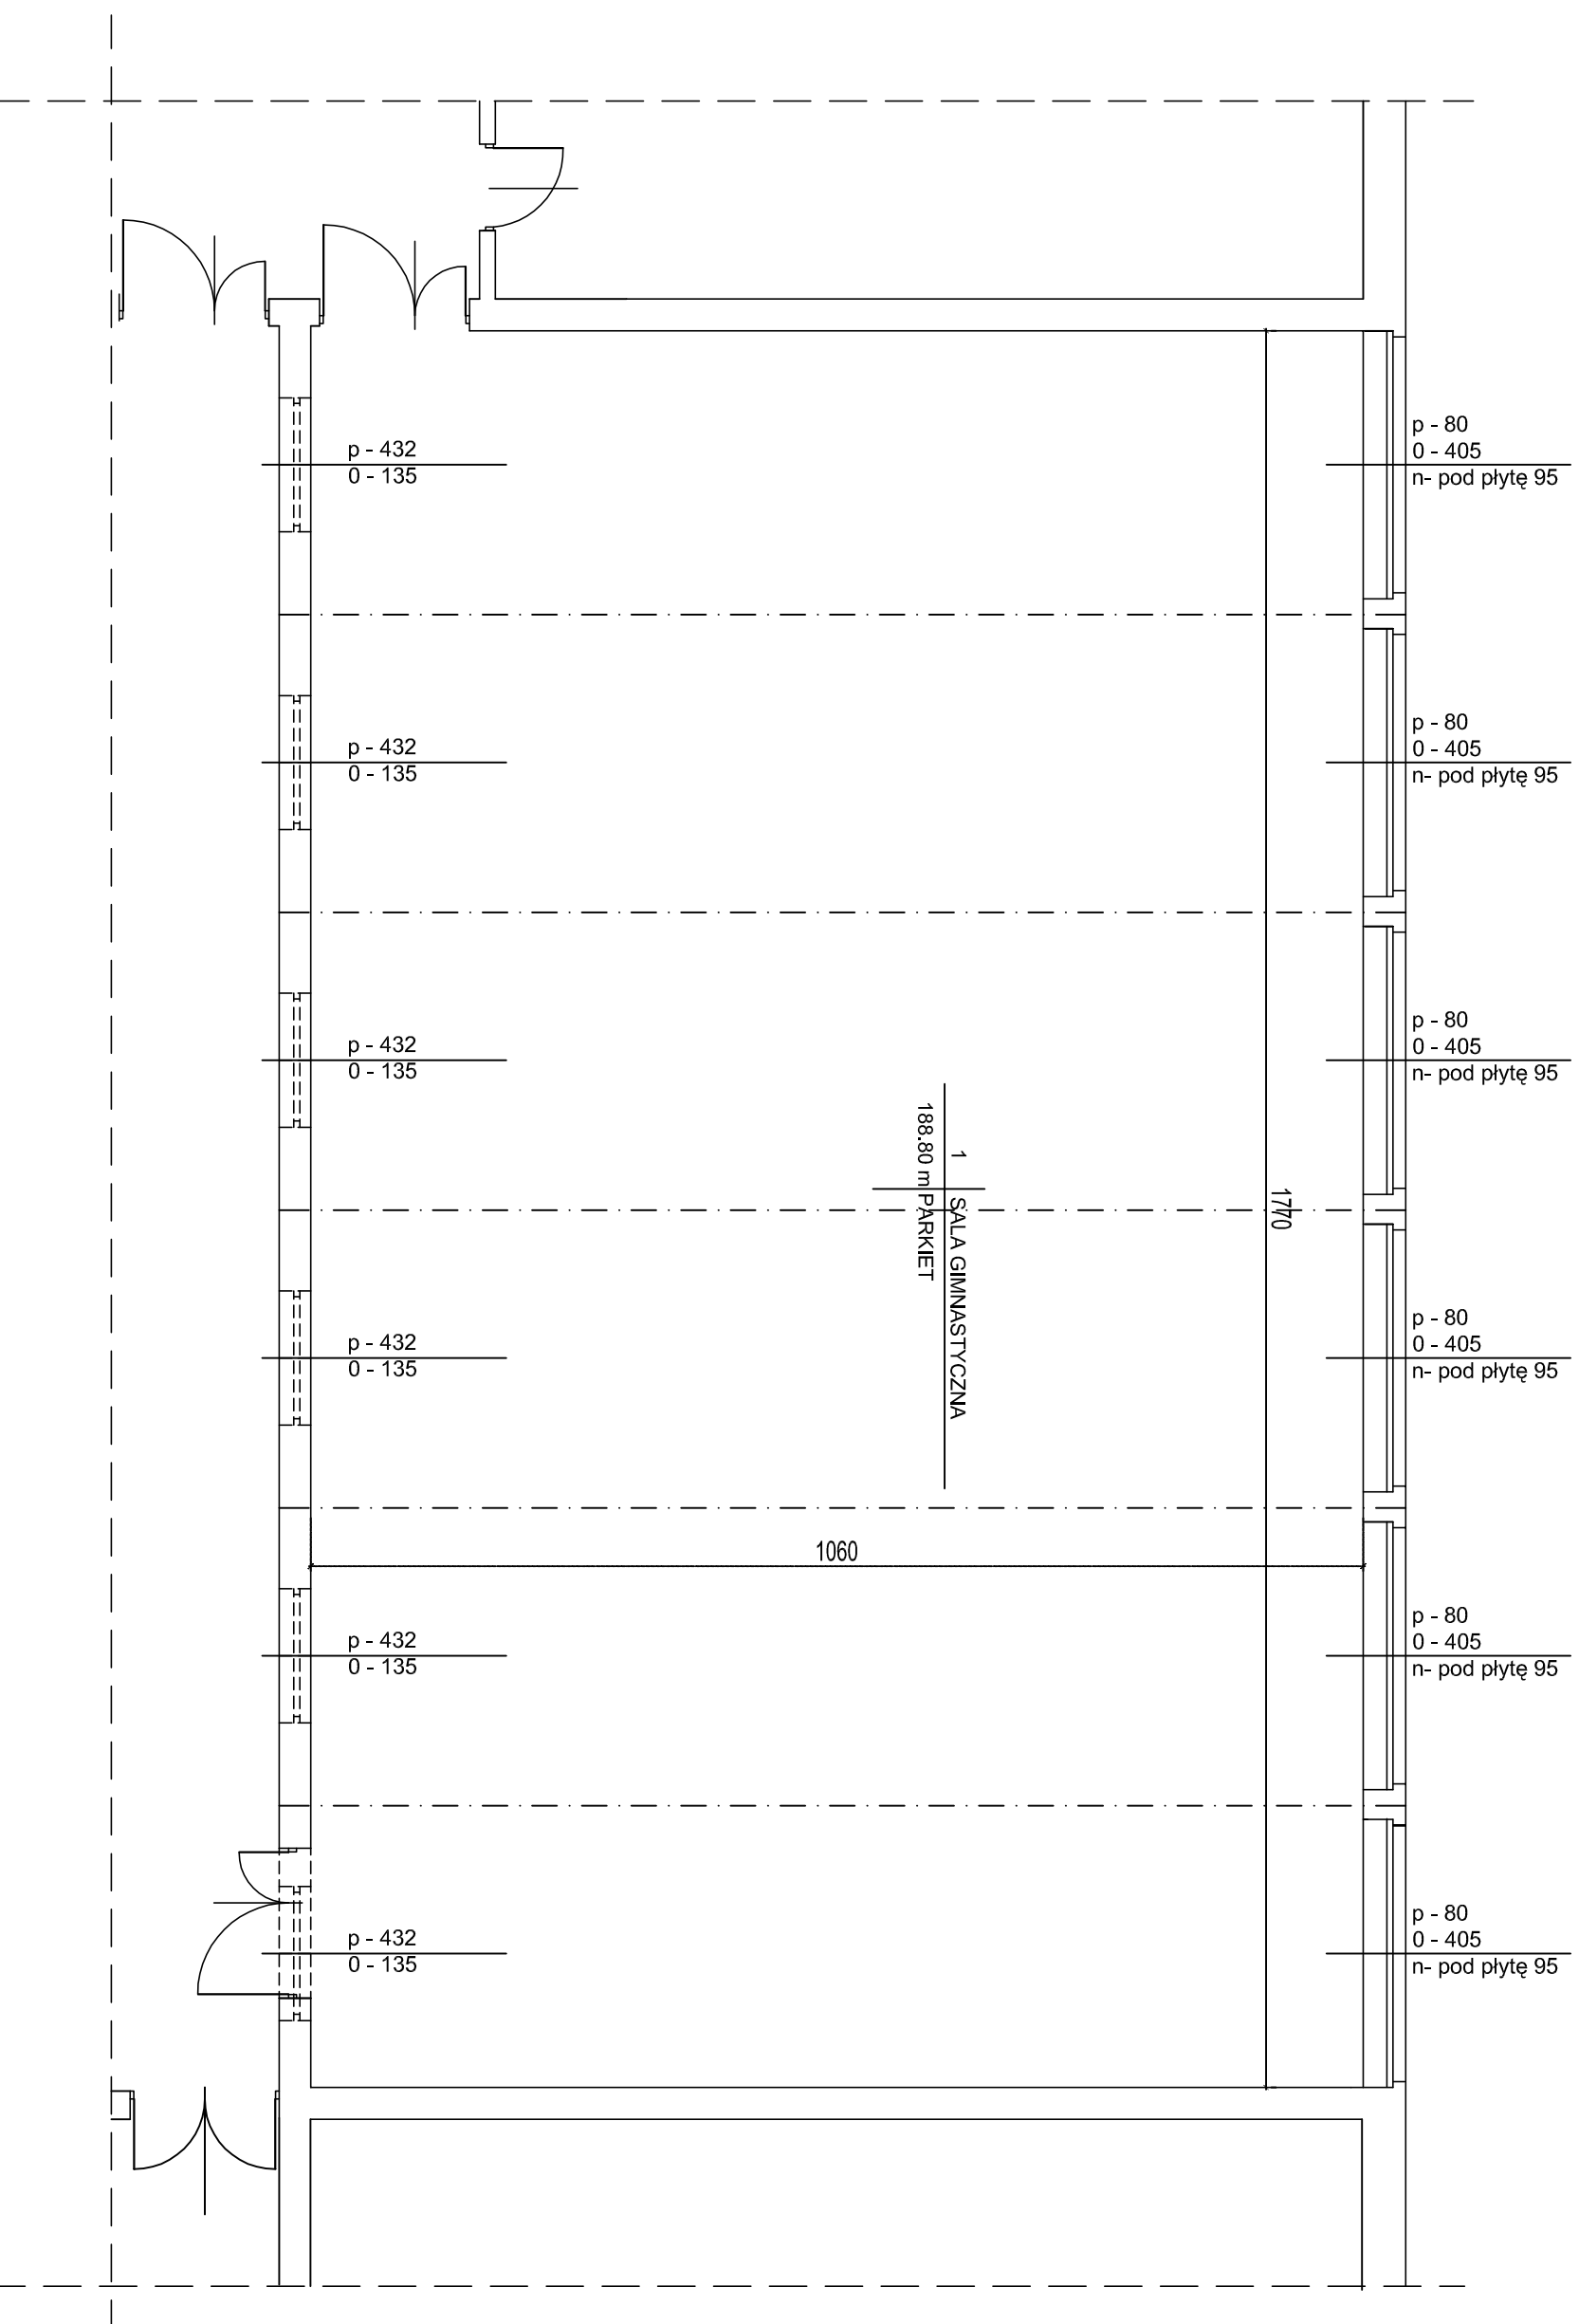 p - 432
0 - 135
p - 80
0 - 405
n- pod płytę 95
p - 432
0 - 135
p - 80
0 - 405
n- pod płytę 95
p - 432
0 - 135
p - 80
0 - 405
n- pod płytę 95
1 SALA GIMNASTYCZNA
188.80 m PARKIET
1770
p - 432
0 - 135
p - 80
0 - 405
n- pod płytę 95
1060
p - 432
0 - 135
p - 80
0 - 405
n- pod płytę 95
p - 432
0 - 135
p - 80
0 - 405
n- pod płytę 95